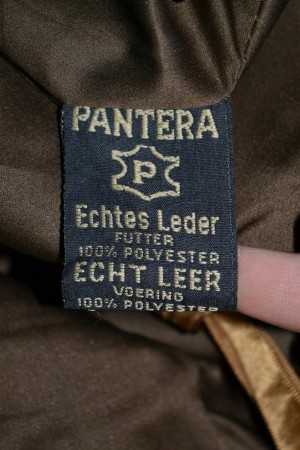 PANTERA
P
Echtes Leder
FUTTER
100% POLYESTER
ECHT LEER
VOERING
100% POLYESTER